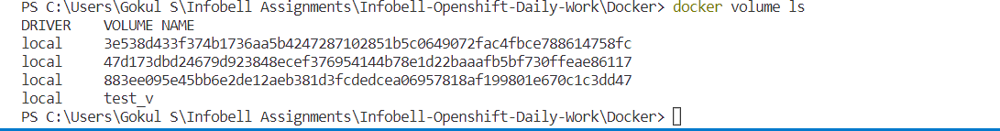 PS C:\Users\Gokul S\Infobell Assignments\Infobell-Openshift-Daily-Work\Docker> docker volume ls
DRIVER    VOLUME NAME
local     3e538d433f374b1736aa5b4247287102851b5c0649072fac4fbce788614758fc
local     47d173dbd24679d923848ecef376954144b78e1d22baaafb5bf730ffeae86117
local     883ee095e45bb6e2de12aeb381d3fcdedcea06957818af199801e670c1c3dd47
local     test_v
PS C:\Users\Gokul S\Infobell Assignments\Infobell-Openshift-Daily-Work\Docker>